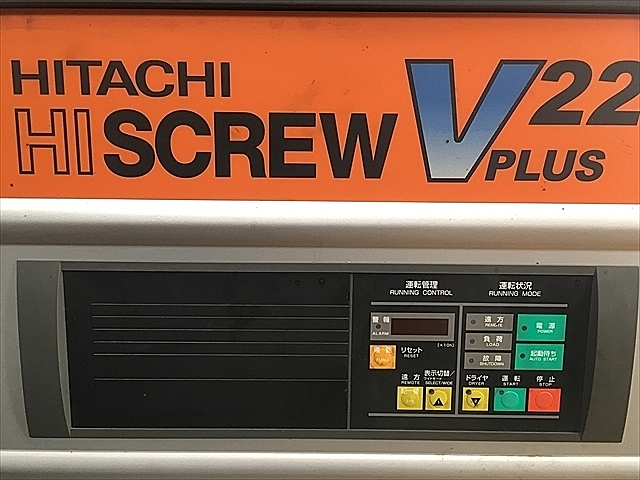 HITACHI
HISCREW V PLUS 22
運転管理
RUNNING CONTROL
運転状況
RUNNING MODE
警報
ALARM
[×10h]
リセット
RESET
遠方
REMOTE
負荷
LOAD
故障
SHUTDOWN
電源
POWER
起動待ち
AUTO START
遠方
REMOTE
表示切替/
SELECT/WIDE
ドライヤ
DRYER
運転
START
停止
STOP